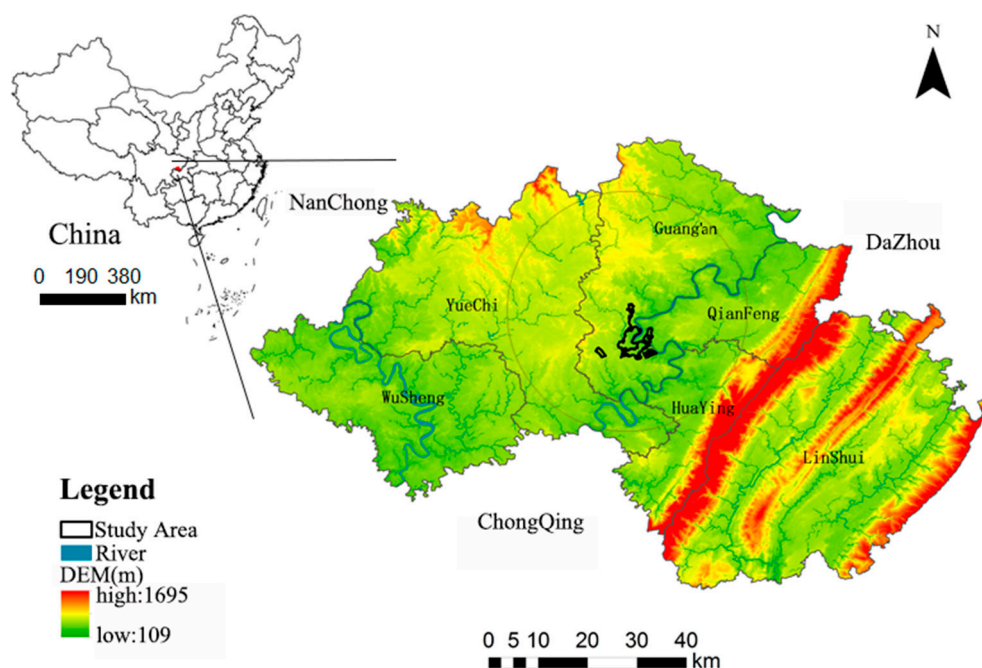 N
NanChong
China
0 190 380
km
Guang'an
DaZhou
YueChi
QianFeng
WuSheng
HuaYing
LinShui
Legend
Study Area
River
DEM(m)
high:1695
low:109
ChongQing
0 5 10 20 30 40
km